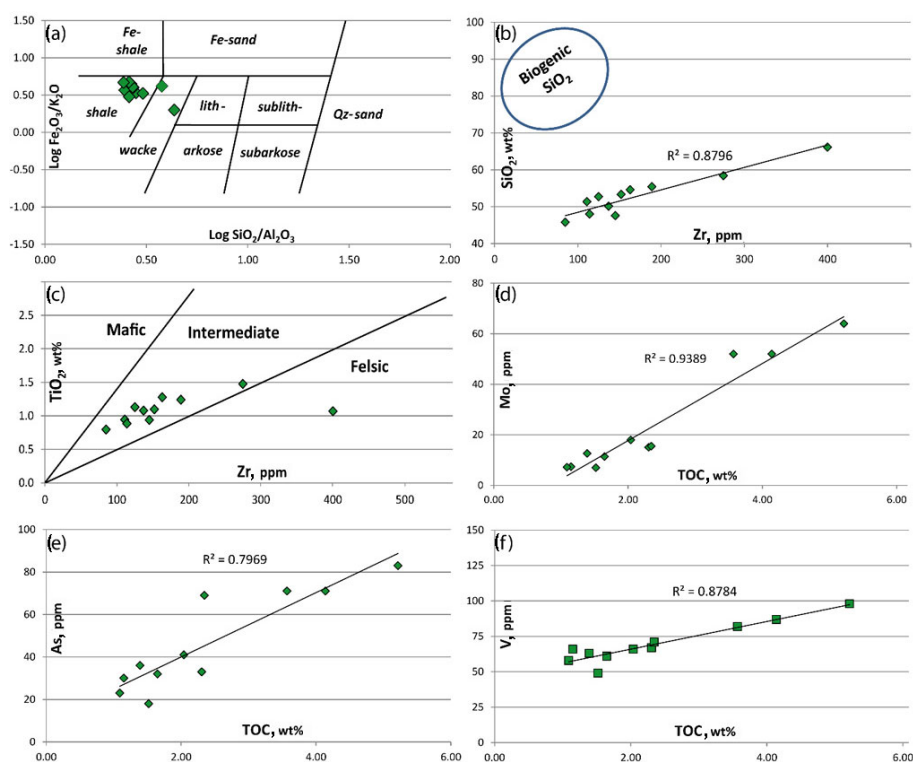 (a)
1.50
1.00
0.50
0.00
-0.50
-1.00
-1.50
Log Fe₂O₃/K₂O
Fe-
shale
Fe-sand
shale
lith-
sublith-
Qz-sand
wacke
arkose
subarkose
Log SiO₂/Al₂O₃
0.00 0.50 1.00 1.50 2.00
(b)
100
90
80
70
60
50
40
SiO₂, wt%
Biogenic
SiO₂
R² = 0.8796
Zr, ppm
0 100 200 300 400
(c)
2.5
2.0
1.5
1.0
0.5
0.0
TiO₂, wt%
Mafic
Intermediate
Felsic
Zr, ppm
0 100 200 300 400 500
(d)
80
60
40
20
0
Mo, ppm
R² = 0.9389
TOC, wt%
0.00 2.00 4.00 6.00
(e)
100
80
60
40
20
0
As, ppm
R² = 0.7969
TOC, wt%
0.00 2.00 4.00 6.00
(f)
150
125
100
75
50
25
0
V, ppm
R² = 0.8784
TOC, wt%
0.00 2.00 4.00 6.00